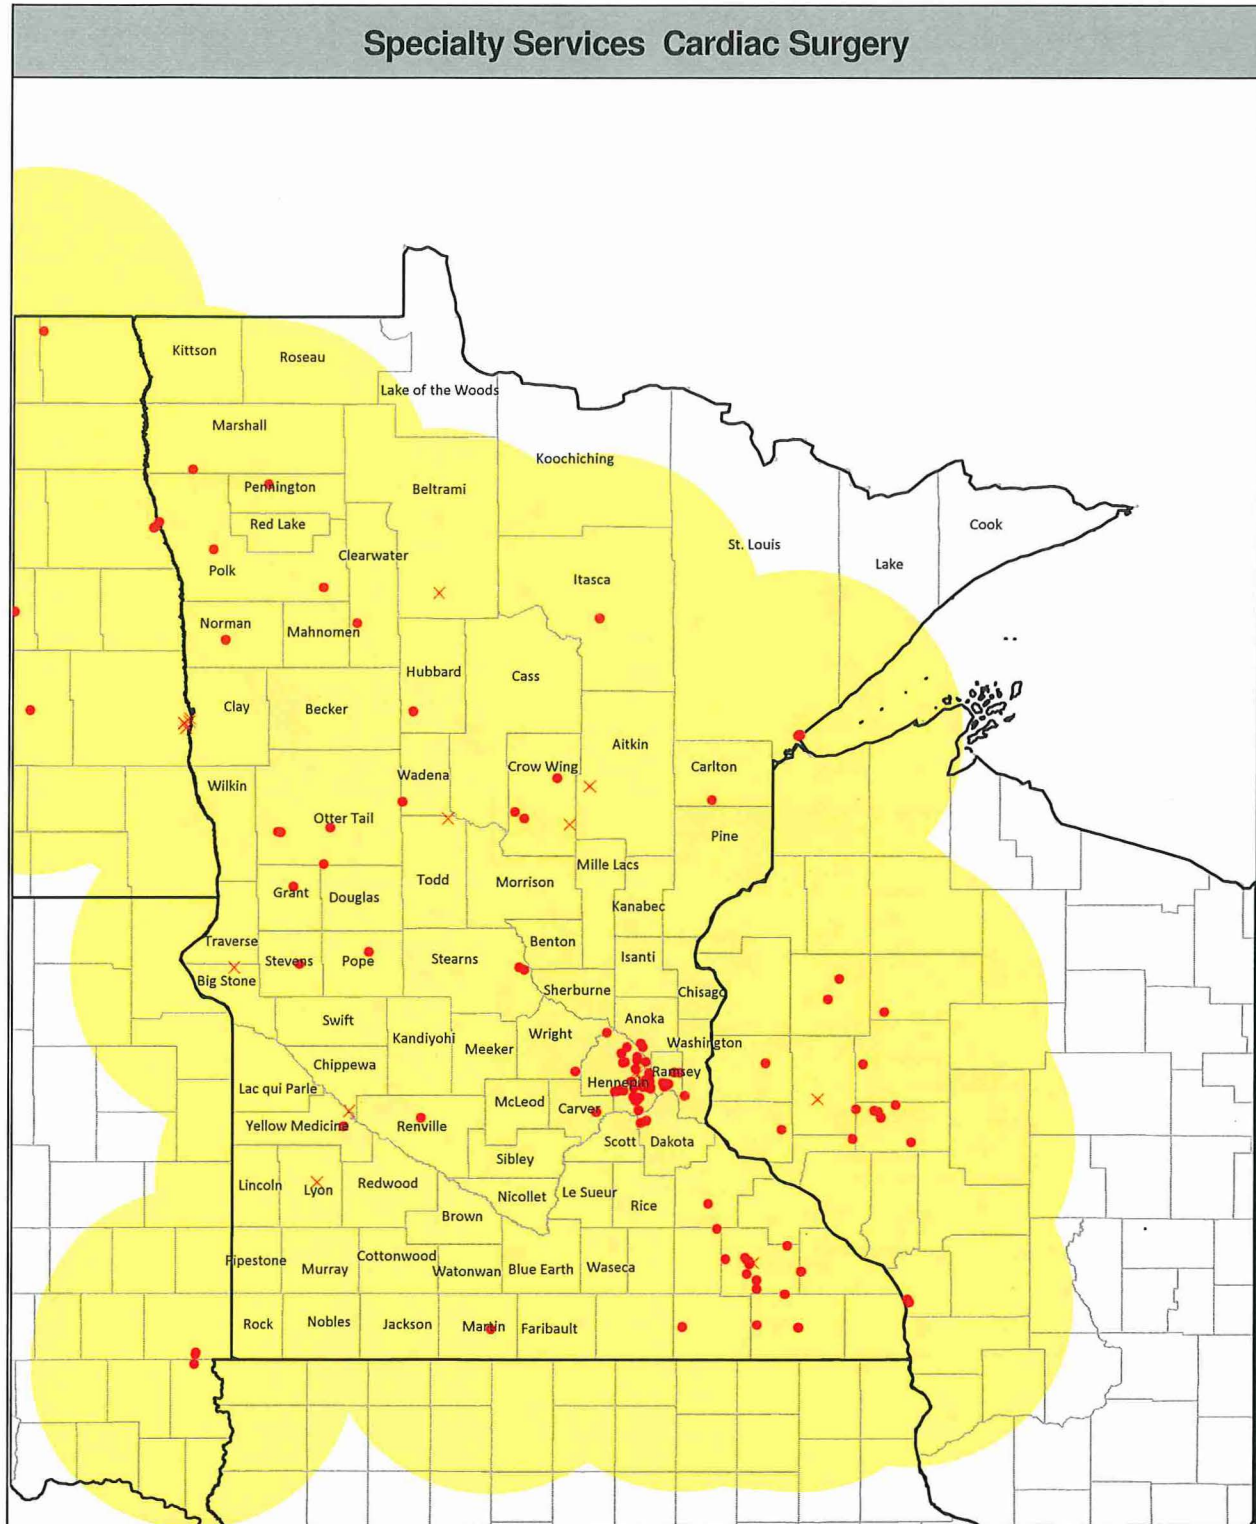 Specialty Services Cardiac Surgery
Kittson
Roseau
Lake of the Woods
Marshall
Koochiching
Pennington
Beltrami
Red Lake
Cook
St. Louis
Clearwater
Lake
Polk
Itasca
Norman
Mahnomen
Hubbard
Cass
Clay
Becker
Aitkin
Crow Wing
Carlton
Wadena
Wilkin
Otter Tail
Pine
Mille Lacs
Todd
Morrison
Grant
Douglas
Kanabec
Traverse
Benton
Stearns
Isanti
Stevens
Pope
Big Stone
Sherburne
Chisago
Swift
Anoka
Wright
Kandiyohi
Washington
Meeker
Chippewa
Ramsey
Hennepin
Lac qui Parle
McLeod
Carver
Yellow Medicine
Renville
Scott
Dakota
Sibley
Lincoln
Lyon
Redwood
Le Sueur
Nicollet
Rice
Brown
Cottonwood
Pipestone
Murray
Watonwan
Blue Earth
Waseca
Rock
Nobles
Jackson
Martin
Faribault